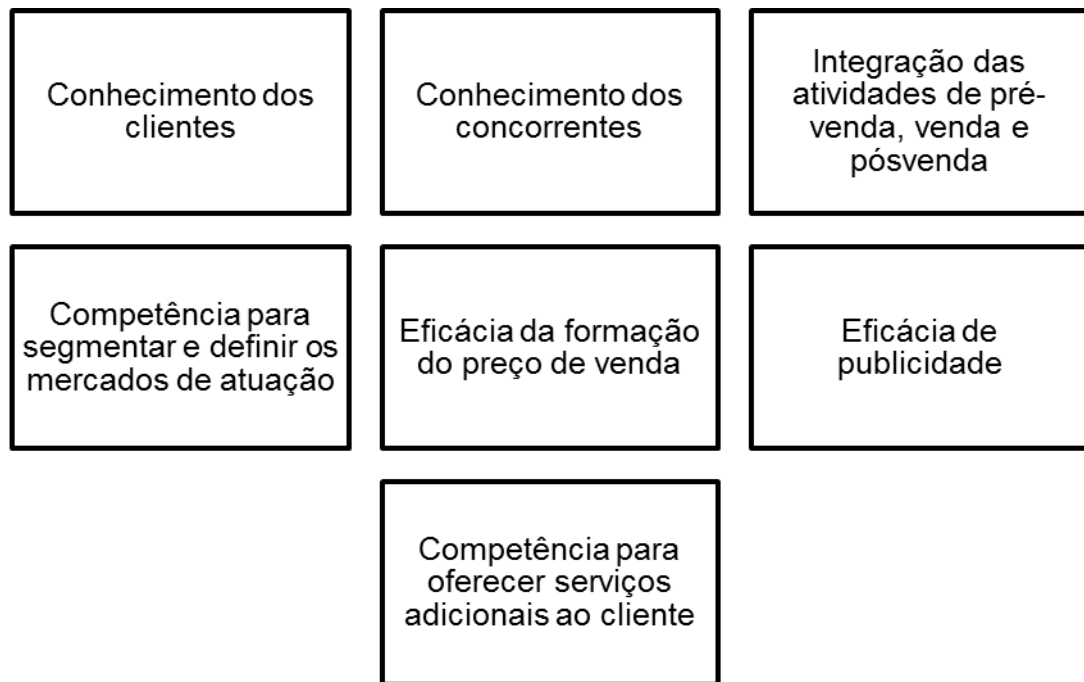 Conhecimento dos
clientes
Conhecimento dos
concorrentes
Integração das
atividades de pré-
venda, venda e
pósvenda
Competência para
segmentar e definir os
mercados de atuação
Eficácia da formação
do preço de venda
Eficácia de
publicidade
Competência para
oferecer serviços
adicionais ao cliente